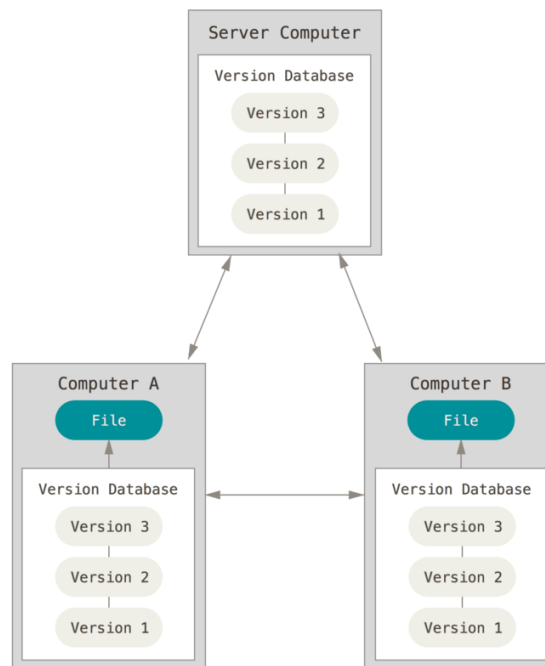 Server Computer
Version Database
Version 3
Version 2
Version 1
Computer A
File
Version Database
Version 3
Version 2
Version 1
Computer B
File
Version Database
Version 3
Version 2
Version 1